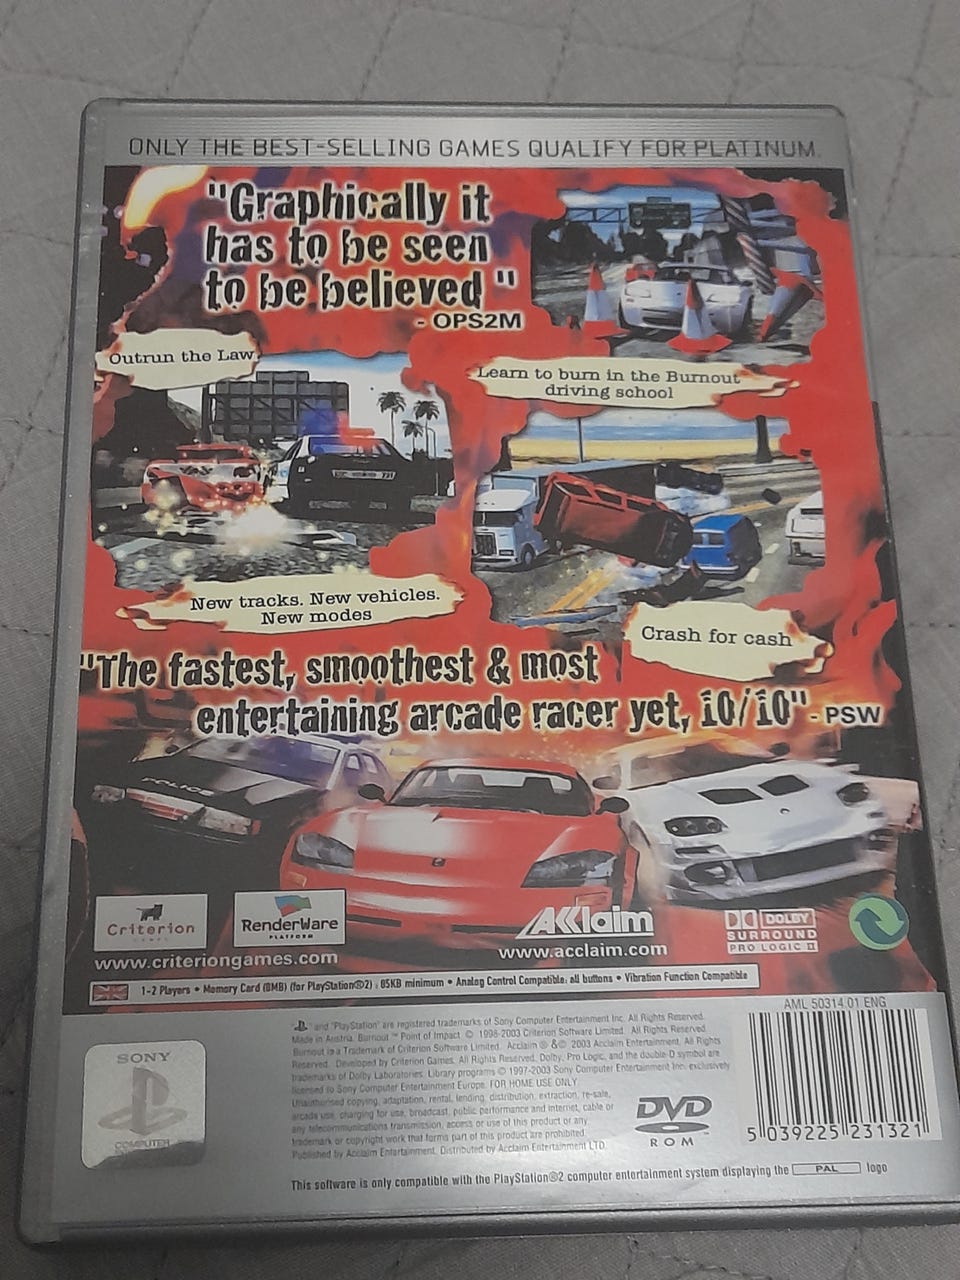 ONLY THE BEST-SELLING GAMES QUALIFY FOR PLATINUM.
"Graphically it
has to be seen
to be believed"
- OPS2M
Outrun the Law
Learn to burn in the Burnout
driving school
New tracks. New vehicles.
New modes
Crash for cash
"The fastest, smoothest & most
entertaining arcade racer yet, 10/10" - PSW
POLICE
Criterion
GAMES
RenderWare
PLATFORM
www.criteriongames.com
AKklaim
www.acclaim.com
DOLBY
SURROUND
PRO LOGIC II
1-2 Players • Memory Card (8MB) (for PlayStation®2) : 85KB minimum • Analog Control Compatible: all buttons • Vibration Function Compatible
AML 50314 01 ENG
SONY
COMPUTER
" " and "PlayStation" are registered trademarks of Sony Computer Entertainment Inc. All Rights Reserved.
Made in Austria. Burnout ™ Point of Impact © 1998-2003 Criterion Software Limited. All Rights Reserved.
Burnout is a Trademark of Criterion Software Limited. Acclaim ® &© 2003 Acclaim Entertainment. All Rights
Reserved. Developed by Criterion Games, All Rights Reserved. Dolby, Pro Logic, and the double-D symbol are
trademarks of Dolby Laboratories. Library programs © 1997-2003 Sony Computer Entertainment Inc. exclusively
licensed to Sony Computer Entertainment Europe. FOR HOME USE ONLY.
Unauthorised copying, adaptation, rental, lending, distribution, extraction, re-sale,
arcade use, charging for use, broadcast, public performance and internet, cable or
any telecommunications transmission, access or use of this product or any
trademark or copyright work that forms part of this product are prohibited.
Published by Acclaim Entertainment. Distributed by Acclaim Entertainment LTD.
DVD
ROM
5 039225 231321
This software is only compatible with the PlayStation®2 computer entertainment system displaying the PAL logo